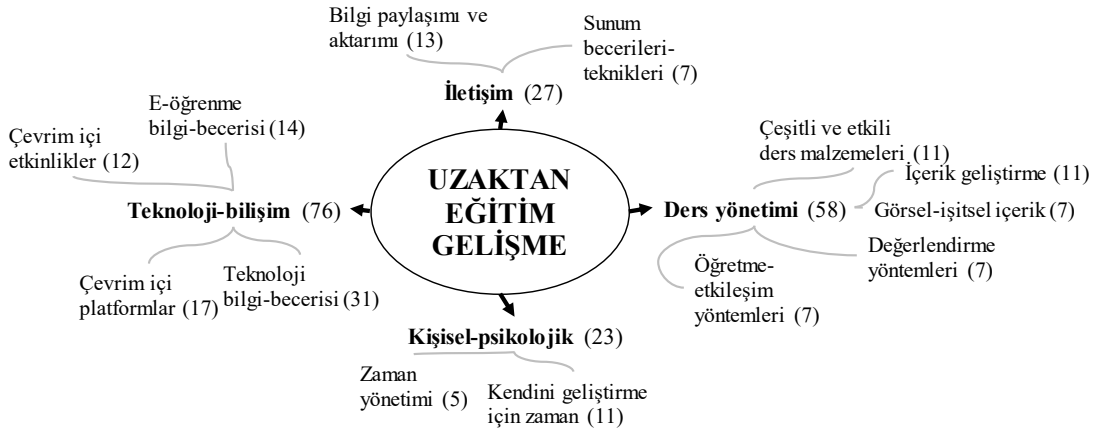 Bilgi paylaşımı ve
aktarımı (13)
Sunum
becerileri-
teknikleri (7)
İletişim (27)
E-öğrenme
bilgi-becerisi (14)
Çevrim içi
etkinlikler (12)
Teknoloji-bilişim (76)
Çevrim içi
platformlar (17)
Teknoloji
bilgi-becerisi (31)
UZAKTAN
EĞİTİM
GELİŞME
Çeşitli ve etkili
ders malzemeleri (11)
İçerik geliştirme (11)
Ders yönetimi (58)
Görsel-işitsel içerik (7)
Değerlendirme
yöntemleri (7)
Öğretme-
etkileşim
yöntemleri (7)
Kişisel-psikolojik (23)
Zaman
yönetimi (5)
Kendini geliştirme
için zaman (11)